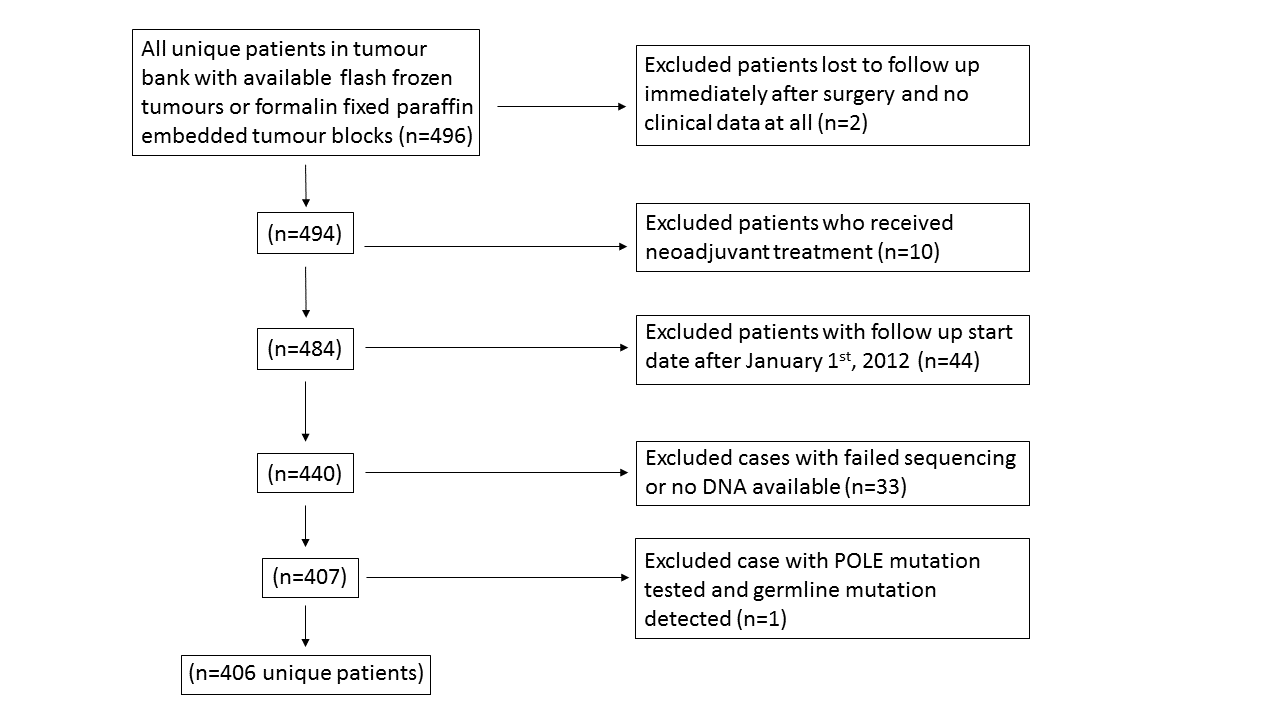 All unique patients in tumour
bank with available flash frozen
tumours or formalin fixed paraffin
embedded tumour blocks (n=496)
Excluded patients lost to follow up
immediately after surgery and no
clinical data at all (n=2)
(n=494)
Excluded patients who received
neoadjuvant treatment (n=10)
(n=484)
Excluded patients with follow up start
date after January 1st, 2012 (n=44)
(n=440)
Excluded cases with failed sequencing
or no DNA available (n=33)
(n=407)
Excluded case with POLE mutation
tested and germline mutation
detected (n=1)
(n=406 unique patients)